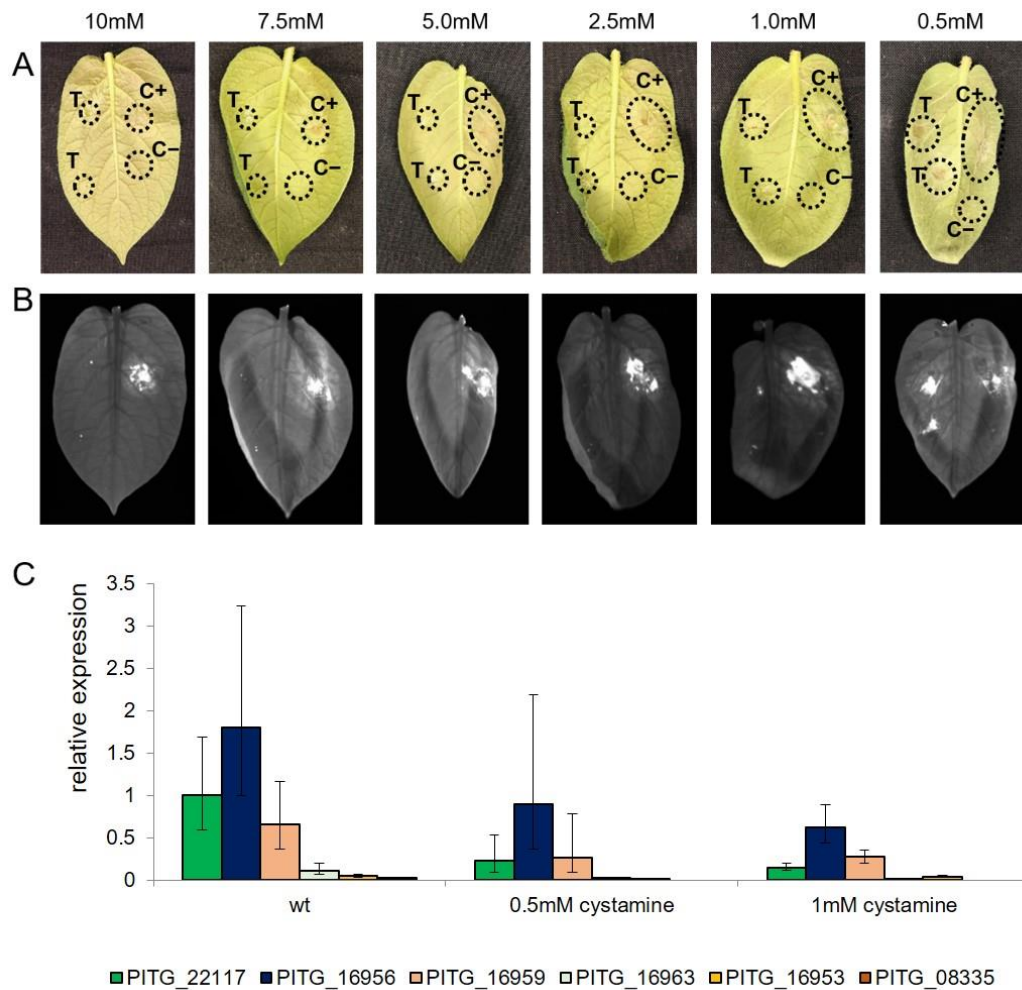 10mM 7.5mM 5.0mM 2.5mM 1.0mM 0.5mM
A
T C+ T C+ T C+ T C+ T C+ T C+
T C− T C− T C− T C− T C− T C−
B
C
relative expression
3.5
3
2.5
2
1.5
1
0.5
0
wt 0.5mM cystamine 1mM cystamine
PITG_22117 PITG_16956 PITG_16959 PITG_16963 PITG_16953 PITG_08335